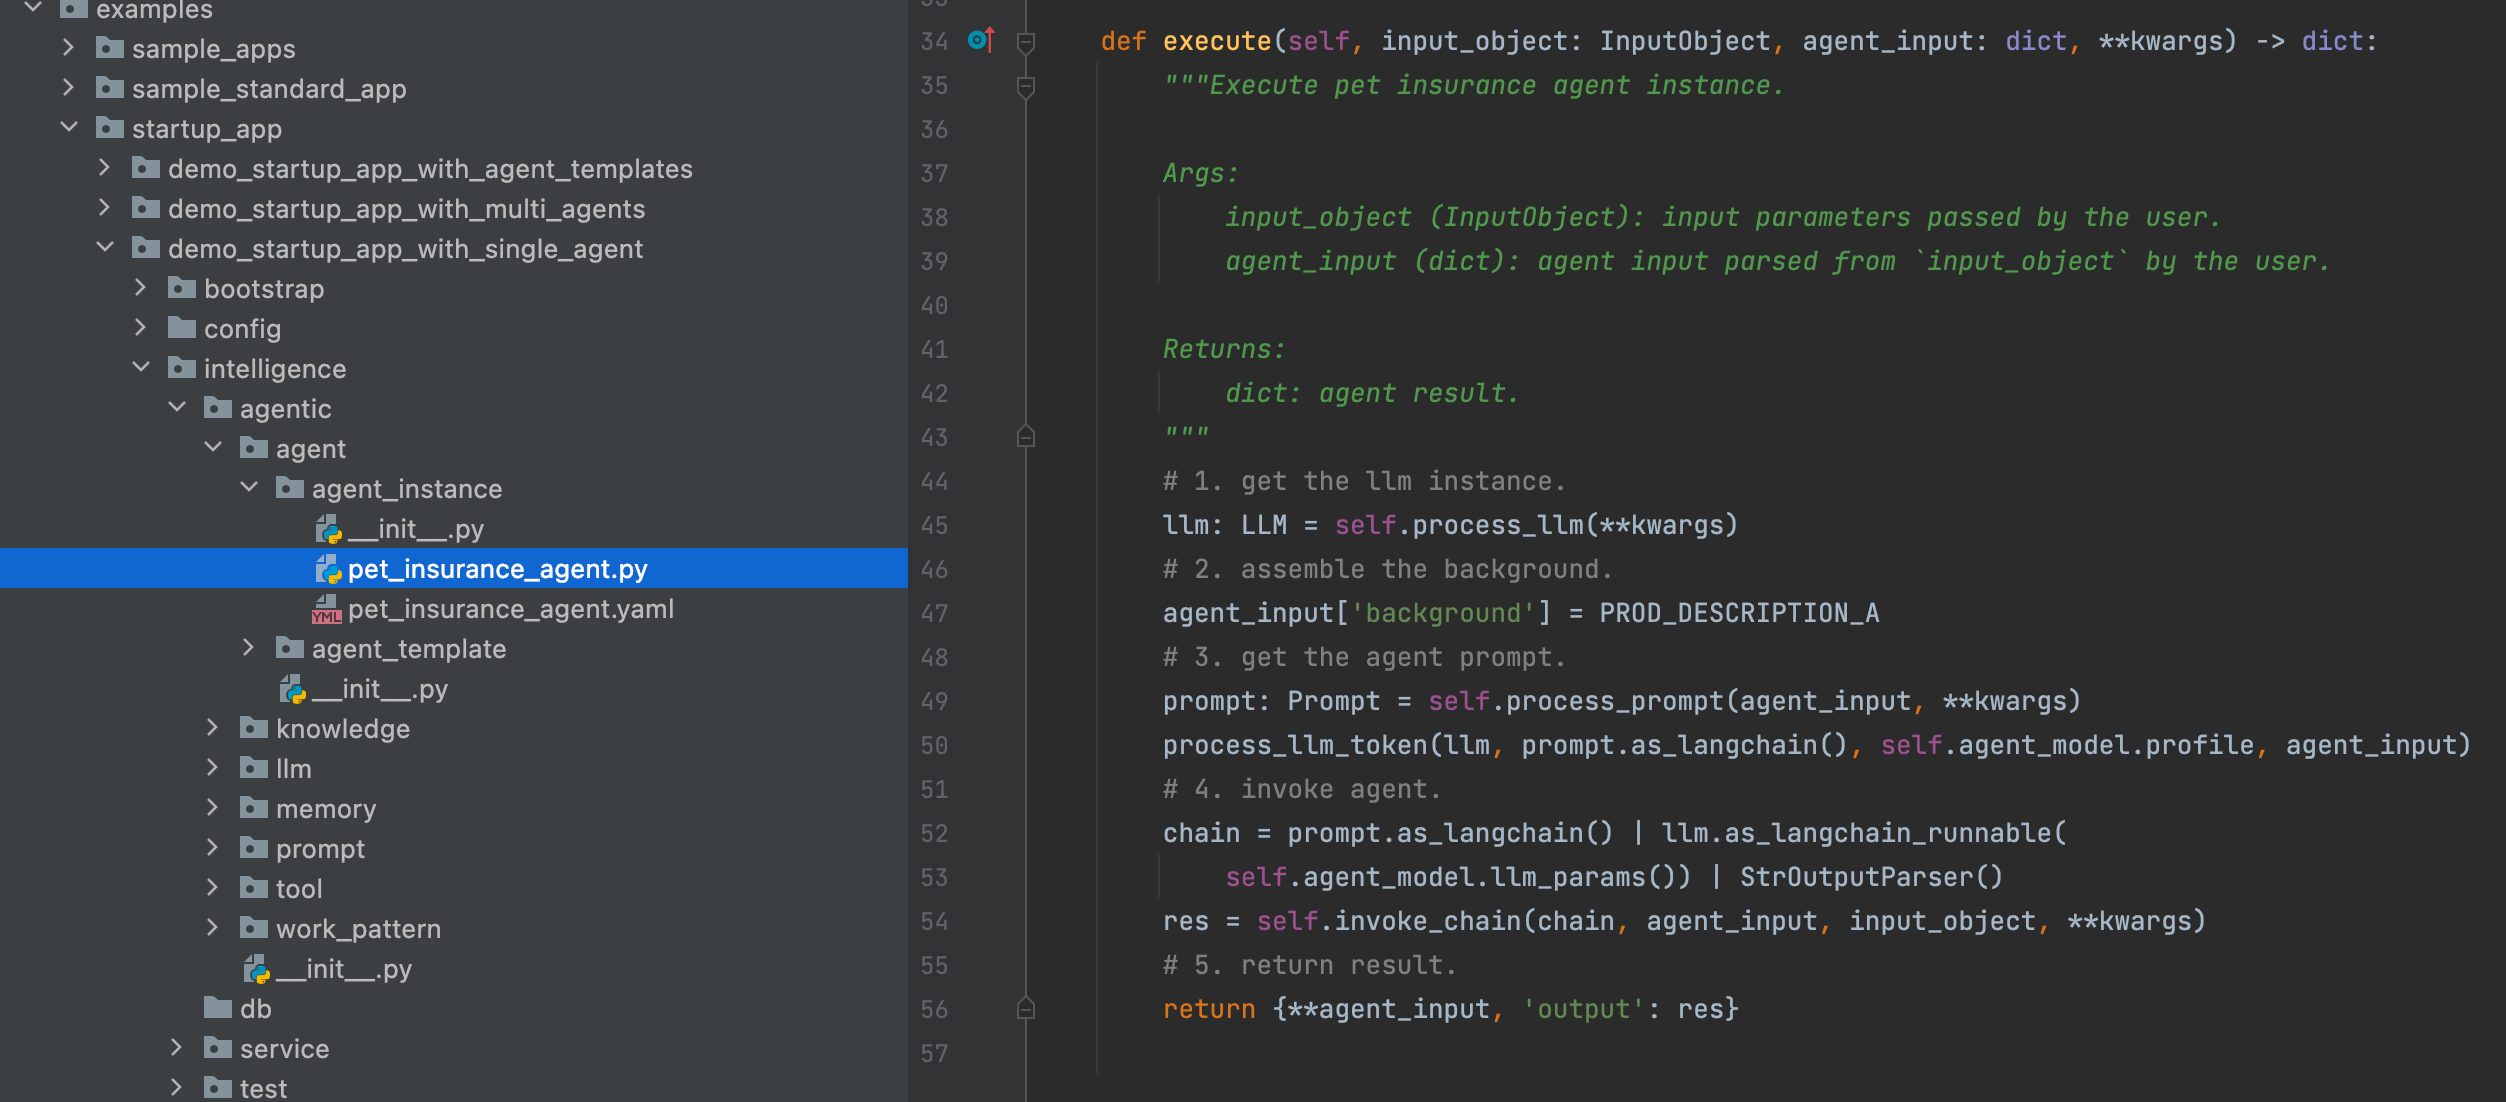 examples
sample_apps
sample_standard_app
startup_app
demo_startup_app_with_agent_templates
demo_startup_app_with_multi_agents
demo_startup_app_with_single_agent
bootstrap
config
intelligence
agentic
agent
agent_instance
__init__.py
pet_insurance_agent.py
YML pet_insurance_agent.yaml
agent_template
__init__.py
knowledge
llm
memory
prompt
tool
work_pattern
__init__.py
db
service
test
33
34 def execute(self, input_object: InputObject, agent_input: dict, **kwargs) -> dict:
35 """Execute pet insurance agent instance.
36
37 Args:
38 input_object (InputObject): input parameters passed by the user.
39 agent_input (dict): agent input parsed from `input_object` by the user.
40
41 Returns:
42 dict: agent result.
43 """
44 # 1. get the llm instance.
45 llm: LLM = self.process_llm(**kwargs)
46 # 2. assemble the background.
47 agent_input['background'] = PROD_DESCRIPTION_A
48 # 3. get the agent prompt.
49 prompt: Prompt = self.process_prompt(agent_input, **kwargs)
50 process_llm_token(llm, prompt.as_langchain(), self.agent_model.profile, agent_input)
51 # 4. invoke agent.
52 chain = prompt.as_langchain() | llm.as_langchain_runnable(
53 self.agent_model.llm_params()) | StrOutputParser()
54 res = self.invoke_chain(chain, agent_input, input_object, **kwargs)
55 # 5. return result.
56 return {**agent_input, 'output': res}
57